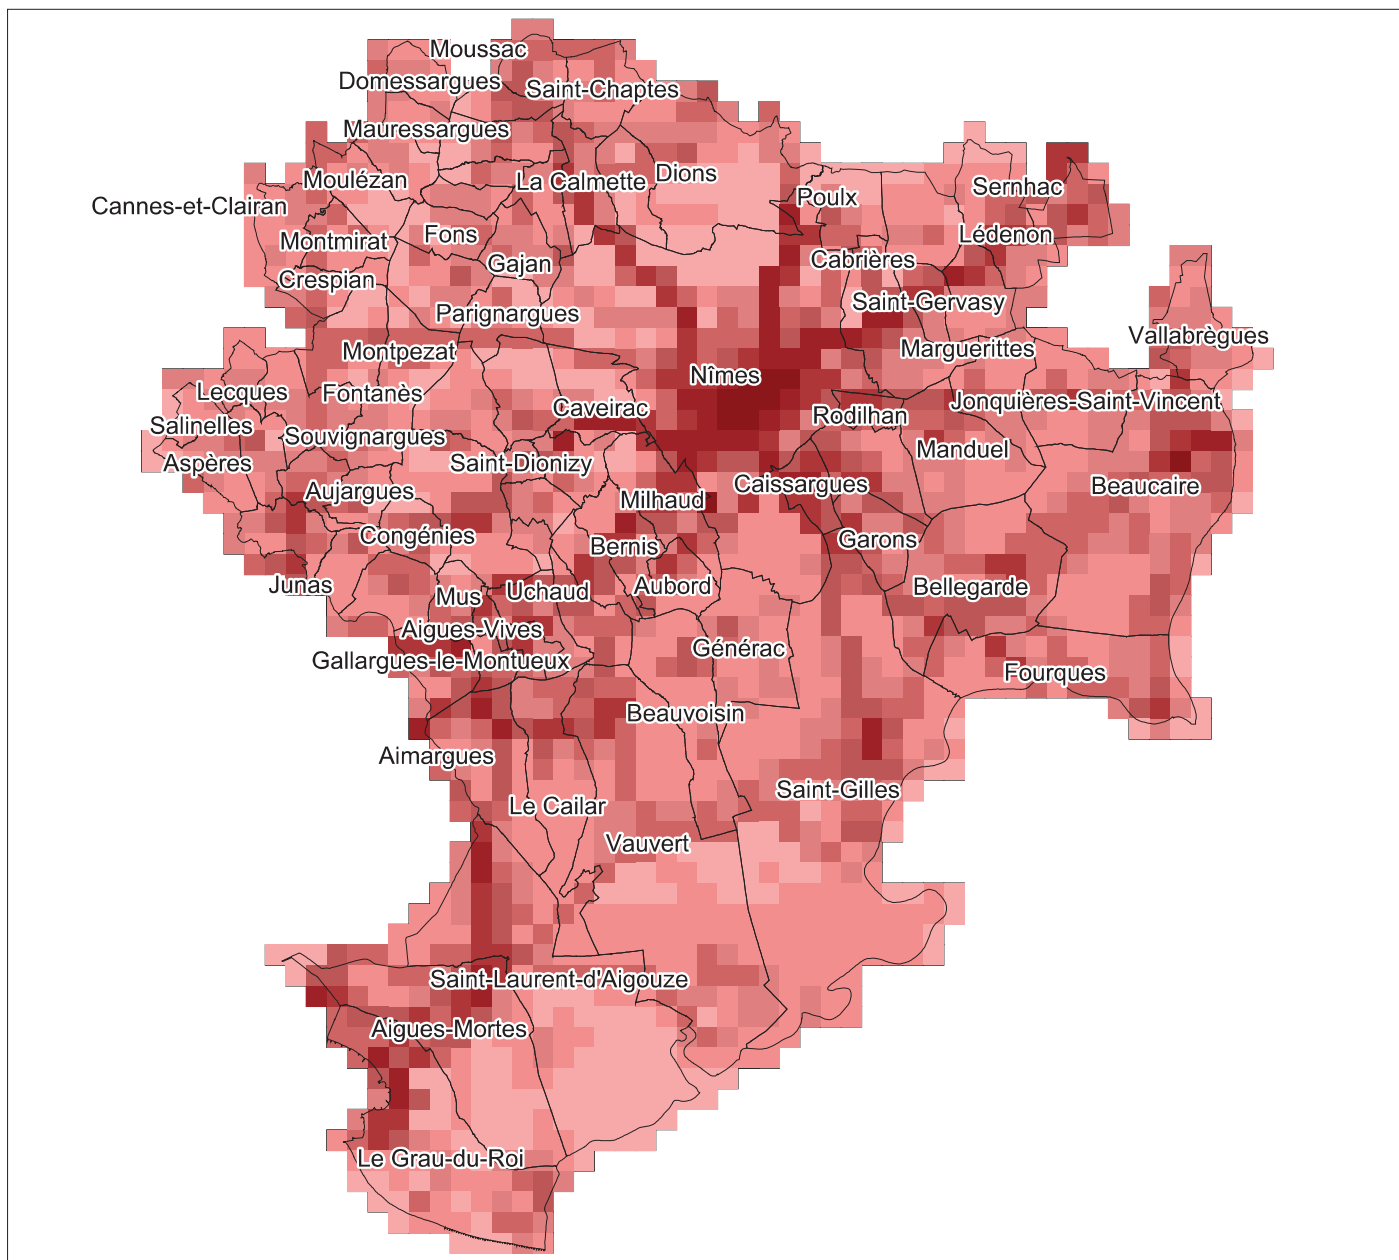 Moussac
Domessargues
Saint-Chaptes
Mauressargues
Moulézan
La Calmette
Dions
Poulx
Sernhac
Cannes-et-Clairan
Montmirat
Fons
Lédenon
Crespian
Gajan
Cabrières
Parignargues
Saint-Gervasy
Vallabrègues
Montpezat
Marguerittes
Nîmes
Lecques
Fontanès
Caveirac
Rodilhan
Jonquières-Saint-Vincent
Salinelles
Souvignargues
Manduel
Aspères
Saint-Dionizy
Caissargues
Beaucaire
Aujargues
Milhaud
Congénies
Bernis
Garons
Junas
Mus
Uchaud
Aubord
Bellegarde
Aigues-Vives
Gallargues-le-Montueux
Générac
Fourques
Beauvoisin
Aimargues
Le Cailar
Saint-Gilles
Vauvert
Saint-Laurent-d'Aigouze
Aigues-Mortes
Le Grau-du-Roi